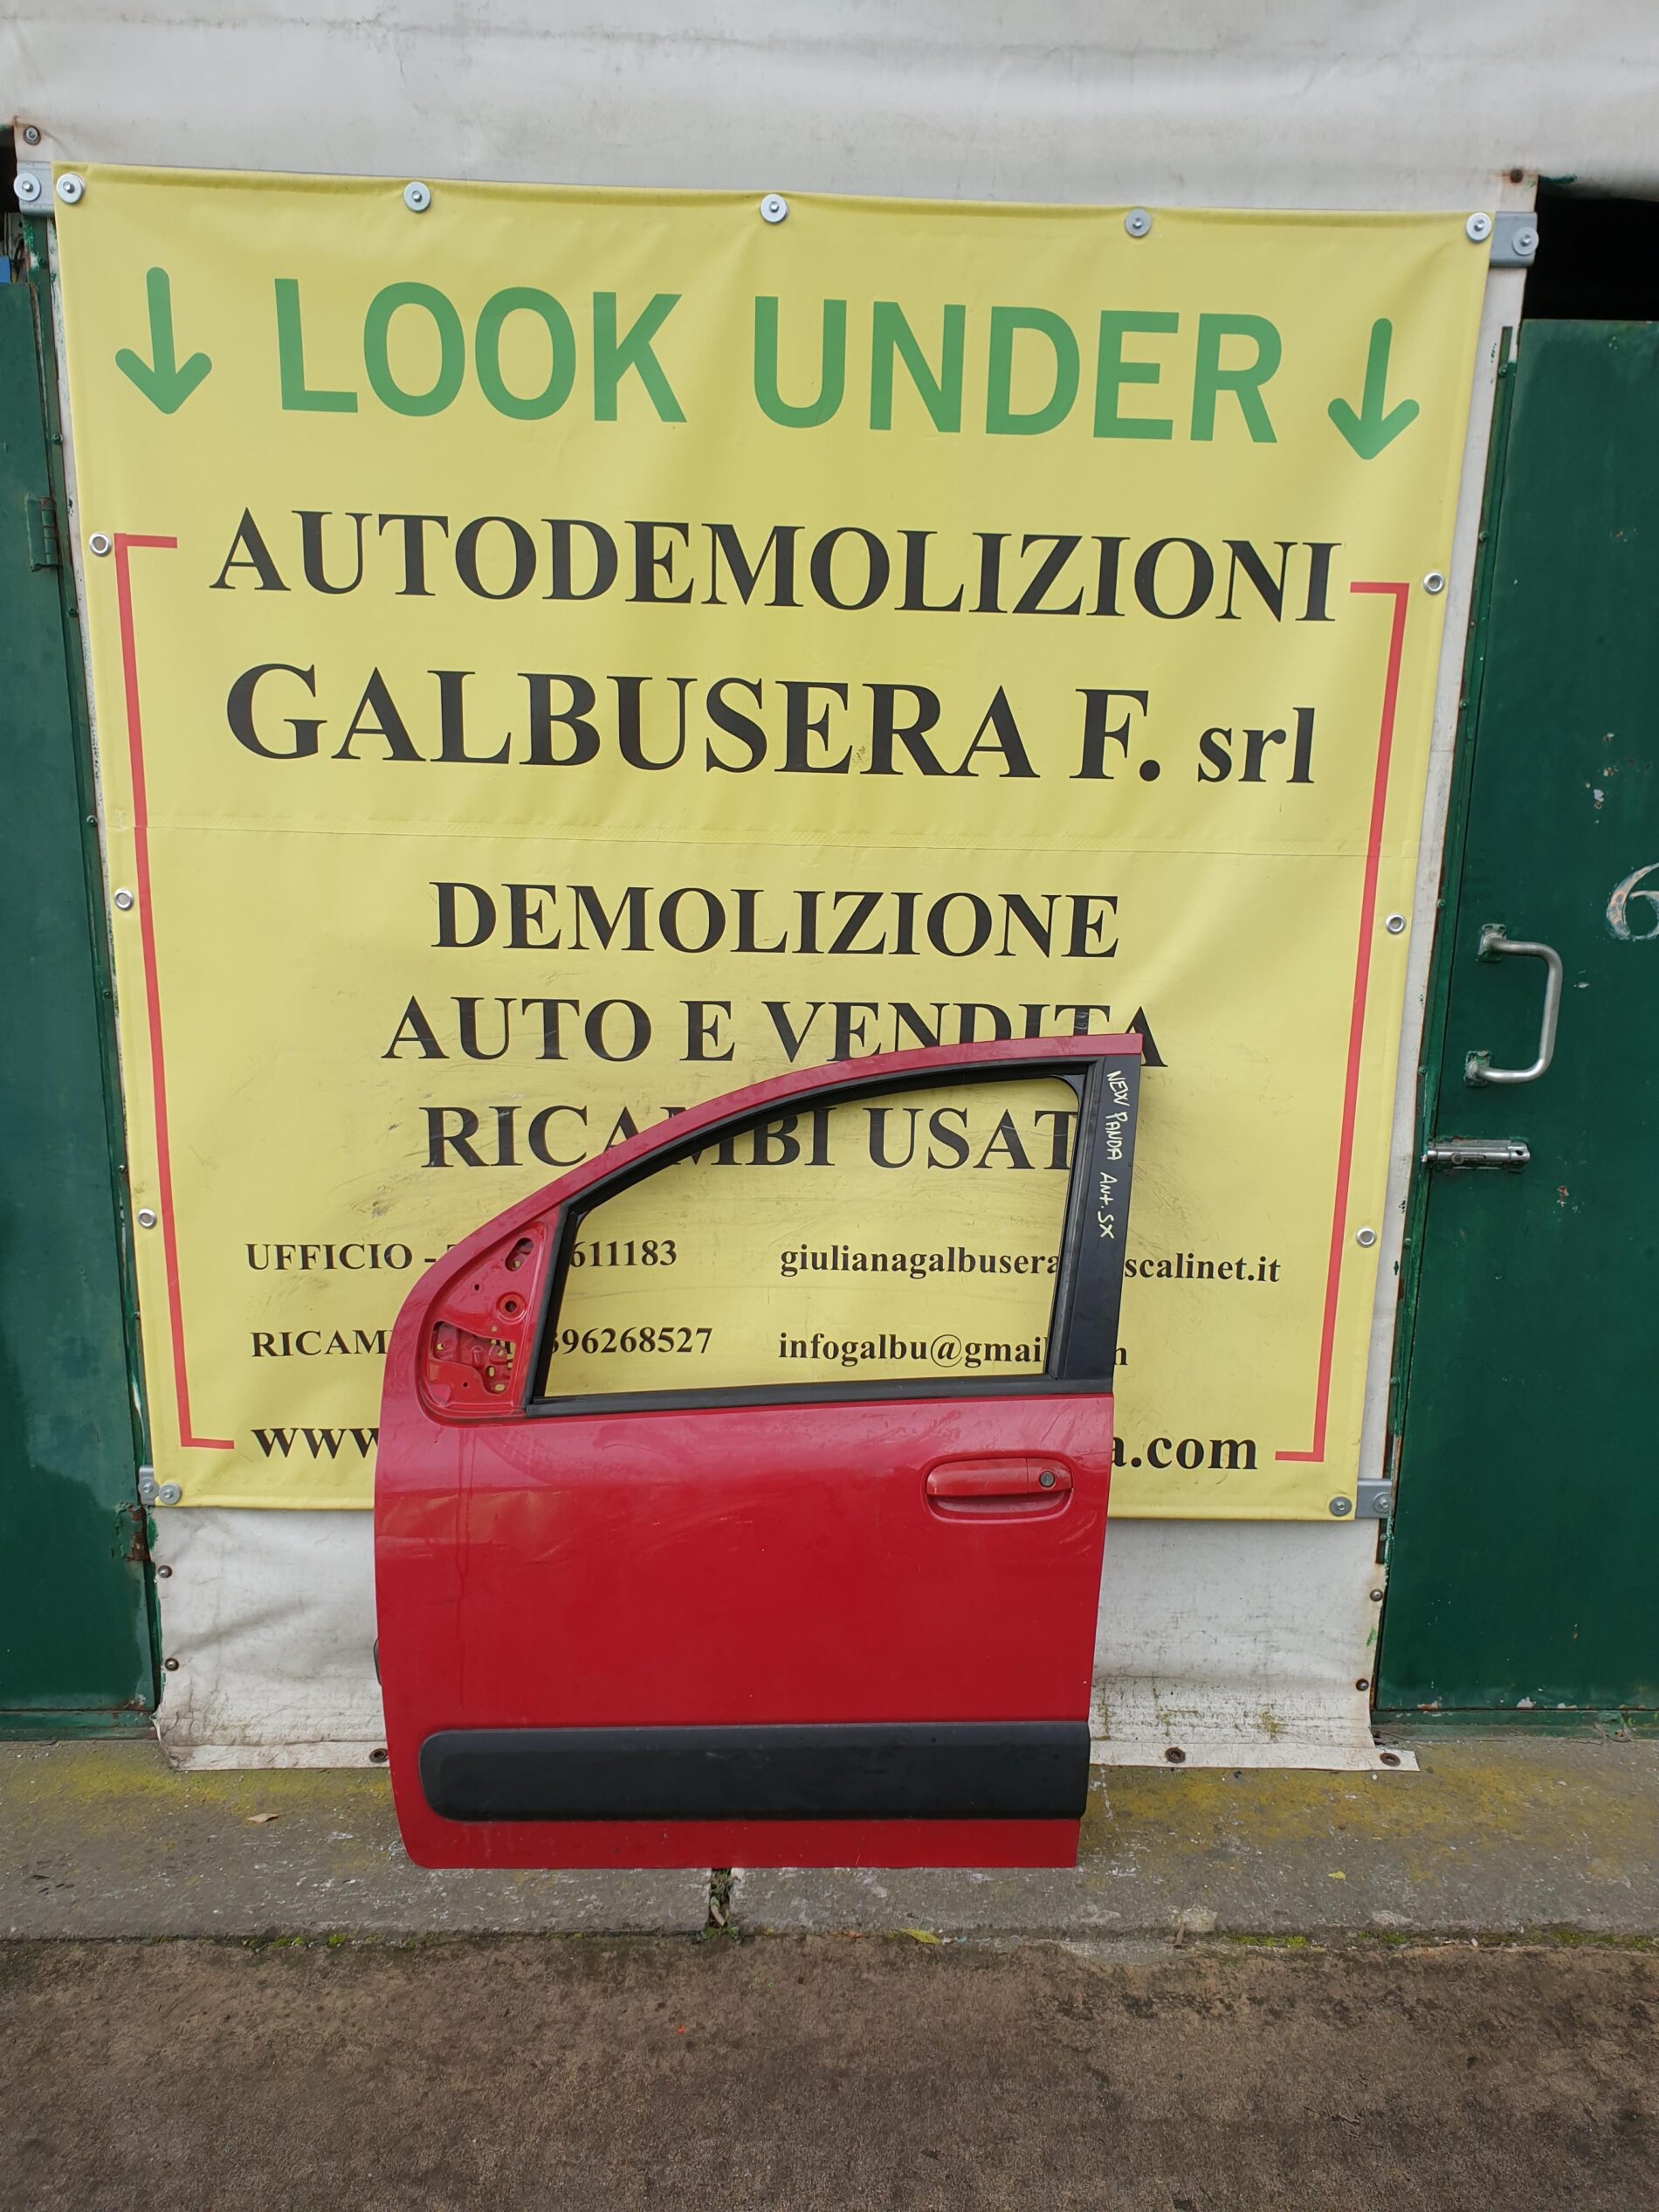 LOOK UNDER
AUTODEMOLIZIONI
GALBUSERA F. srl
DEMOLIZIONE
AUTO E VENDITA
RICAMBI USAT
UFFICIO - 611183 giulianagalbusera scalinet.it
RICAM 396268527 infogalbu@gmail
www a.com
NEW PANDA ANT. SX
6